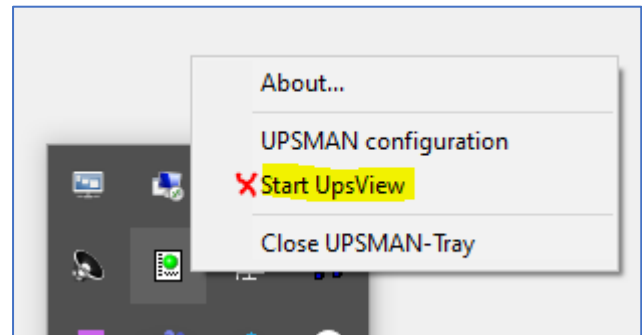 About...
UPSMAN configuration
Start UpsView
Close UPSMAN-Tray